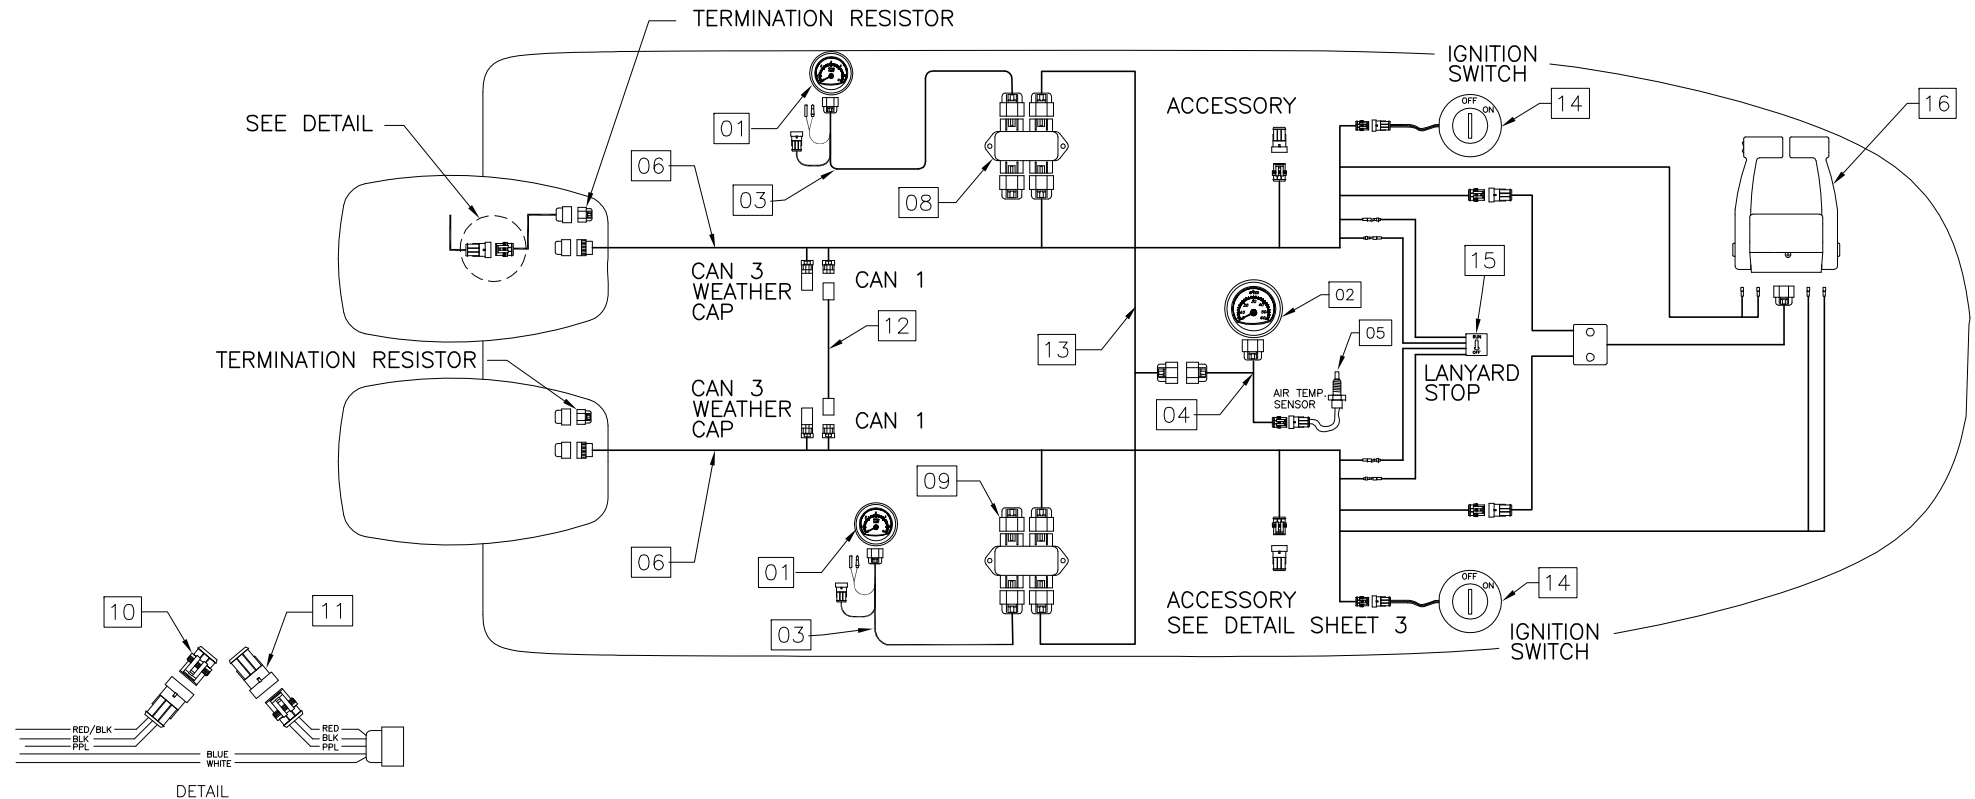 TERMINATION RESISTOR
IGNITION
SWITCH
OFF
ON
14
16
ACCESSORY
01
SEE DETAIL
06
03
08
15
CAN 3
WEATHER
CAP
CAN 1
02
12
13
05
RUN
OFF
TERMINATION RESISTOR
LANYARD
STOP
CAN 3
WEATHER
CAP
CAN 1
04
AIR TEMP.
SENSOR
09
06
01
03
ACCESSORY
SEE DETAIL SHEET 3
OFF
ON
14
IGNITION
SWITCH
10
11
RED/BLK
BLK
PPL
RED
BLK
PPL
BLUE
WHITE
DETAIL